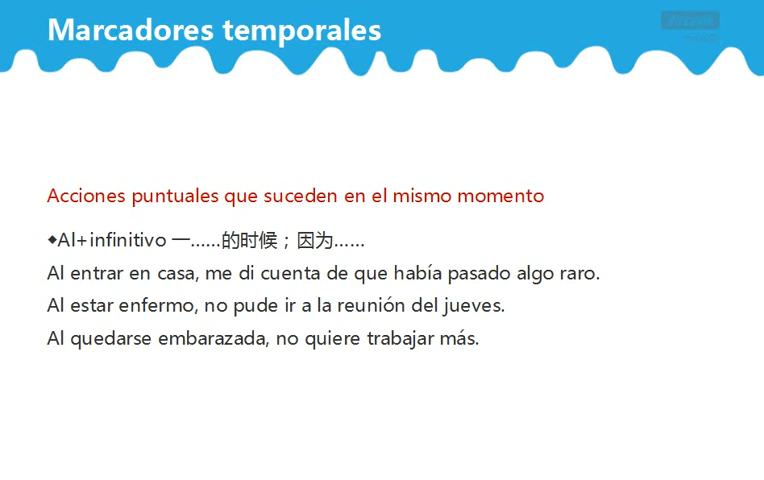 Marcadores temporales
Acciones puntuales que suceden en el mismo momento
◆Al+infinitivo 一……的时候；因为……
Al entrar en casa, me di cuenta de que había pasado algo raro.
Al estar enfermo, no pude ir a la reunión del jueves.
Al quedarse embarazada, no quiere trabajar más.